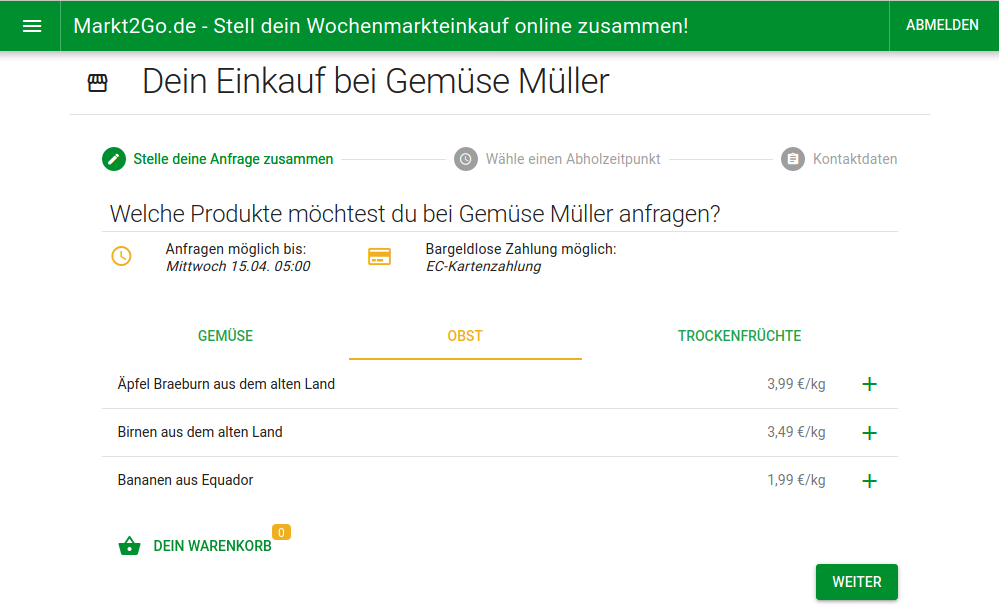 Markt2Go.de - Stell dein Wochenmarkteinkauf online zusammen! ABMELDEN
Dein Einkauf bei Gemüse Müller
Stelle deine Anfrage zusammen Wähle einen Abholzeitpunkt Kontaktdaten
Welche Produkte möchtest du bei Gemüse Müller anfragen?
Anfragen möglich bis: Bargeldlose Zahlung möglich:
Mittwoch 15.04. 05:00 EC-Kartenzahlung
GEMÜSE OBST TROCKENFRÜCHTE
Äpfel Braeburn aus dem alten Land 3,99 €/kg +
Birnen aus dem alten Land 3,49 €/kg +
Bananen aus Equador 1,99 €/kg +
DEIN WARENKORB 0
WEITER